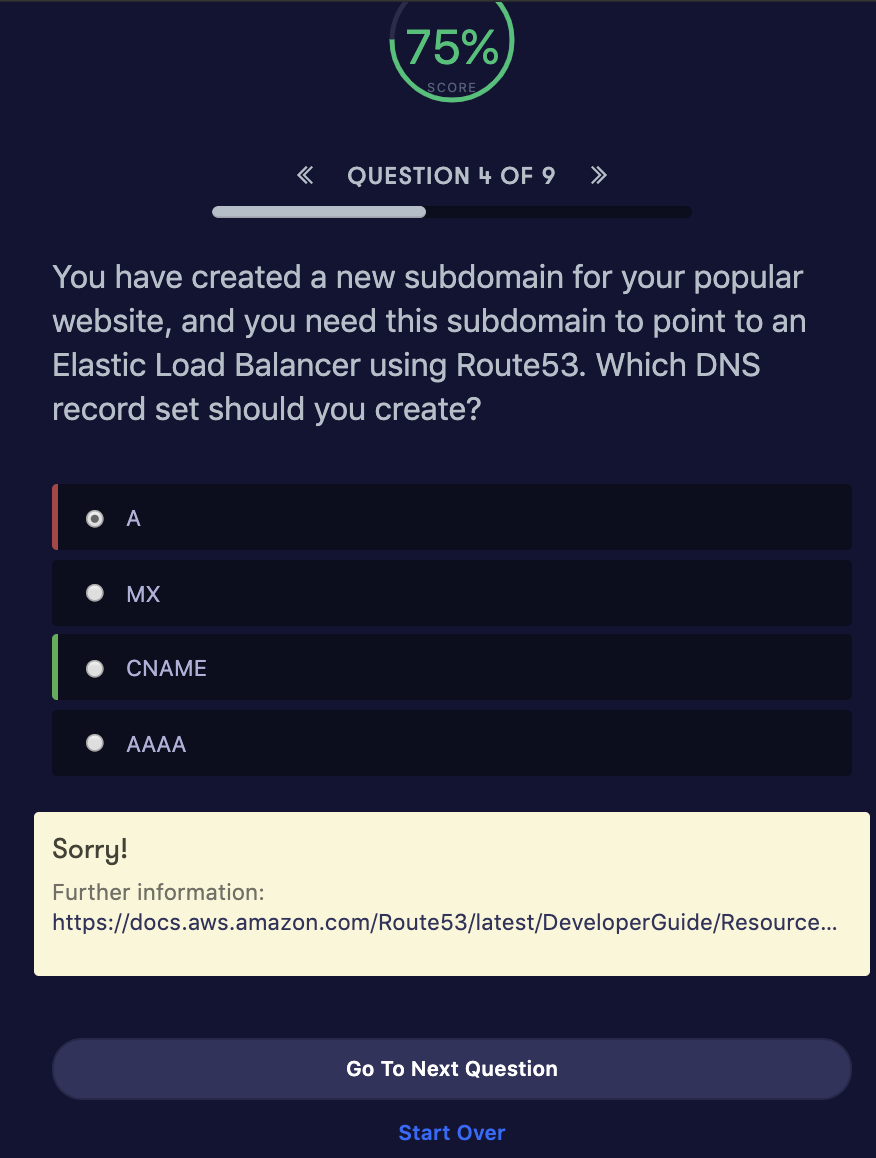 75%
SCORE
« QUESTION 4 OF 9 »
You have created a new subdomain for your popular
website, and you need this subdomain to point to an
Elastic Load Balancer using Route53. Which DNS
record set should you create?
A
MX
CNAME
AAAA
Sorry!
Further information:
https://docs.aws.amazon.com/Route53/latest/DeveloperGuide/Resource...
Go To Next Question
Start Over